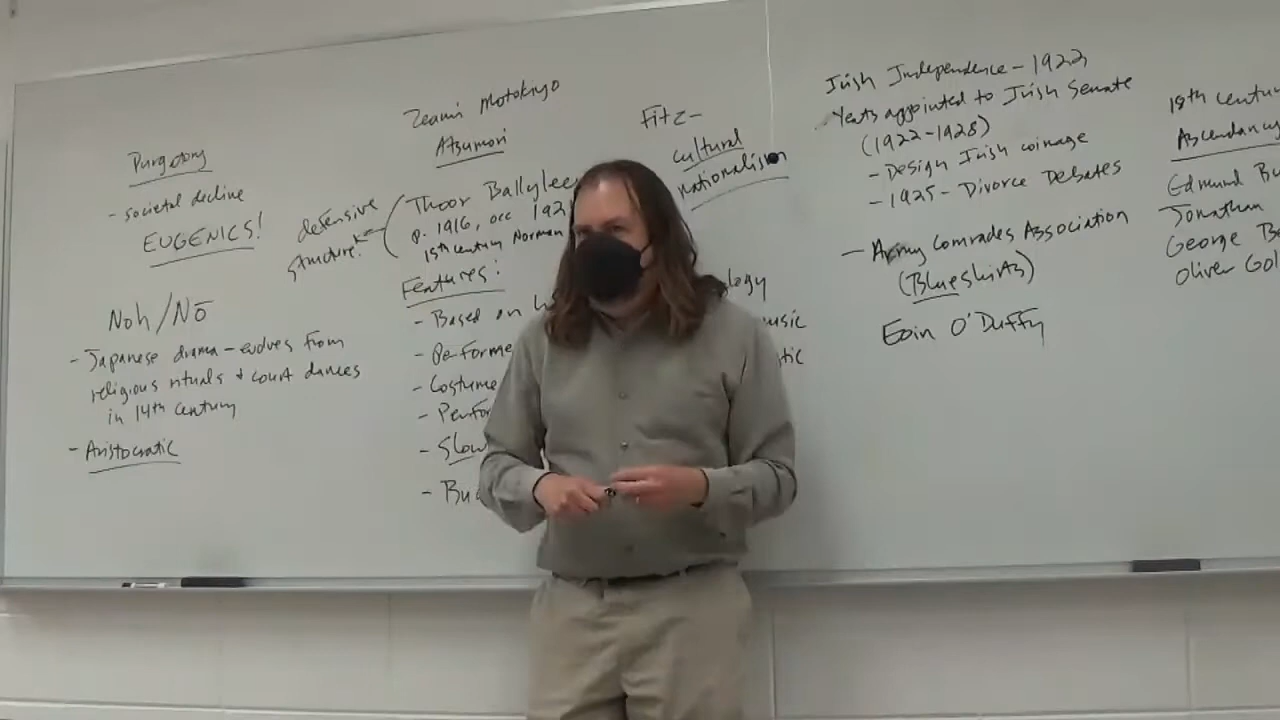 Purgatory
- societal decline
EUGENICS!
Noh/Nō
- Japanese drama - evolves from
religious rituals + court dances
in 14th century
- Aristocratic
Zeami Motokiyo
Atsumori
defensive
structure
Thoor Ballylee
p. 1916, occ 192
15th century Norman
Features:
- Based on
- Performe
- Costume
- Perfor
- Slow
- Bu
Fitz-
cultural
nationalism
logy
usic
tic
Irish Independence - 1922
Yeats appointed to Irish Senate
(1922-1928)
- Design Irish coinage
- 1925 - Divorce Debates
- Army Comrades Association
(Blueshirts)
Eoin O'Duffy
18th centur
Ascendancy
Edmund Bu
Jonathan
George Be
Oliver Gol